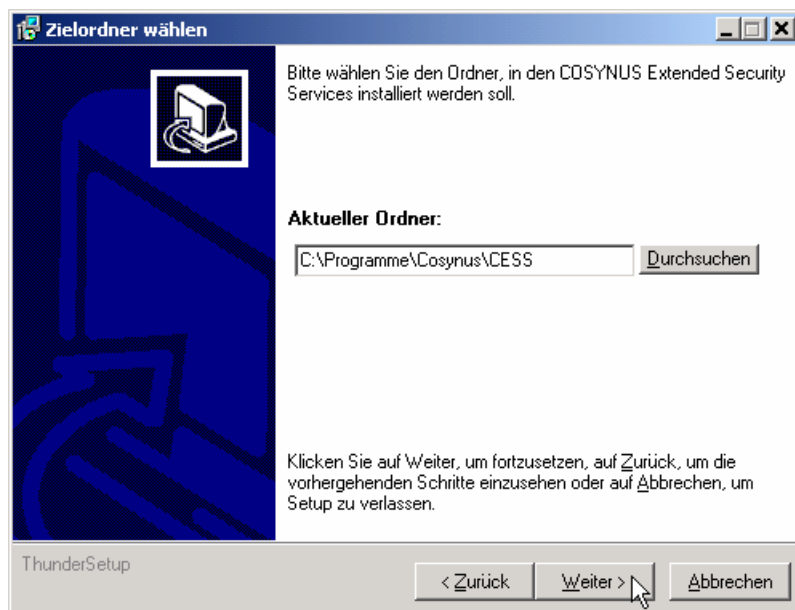 Zielordner wählen
Bitte wählen Sie den Ordner, in den COSYNUS Extended Security
Services installiert werden soll.
Aktueller Ordner:
C:\Programme\Cosynus\CESS
Durchsuchen
Klicken Sie auf Weiter, um fortzusetzen, auf Zurück, um die
vorhergehenden Schritte einzusehen oder auf Abbrechen, um
Setup zu verlassen.
ThunderSetup
< Zurück
Weiter >
Abbrechen